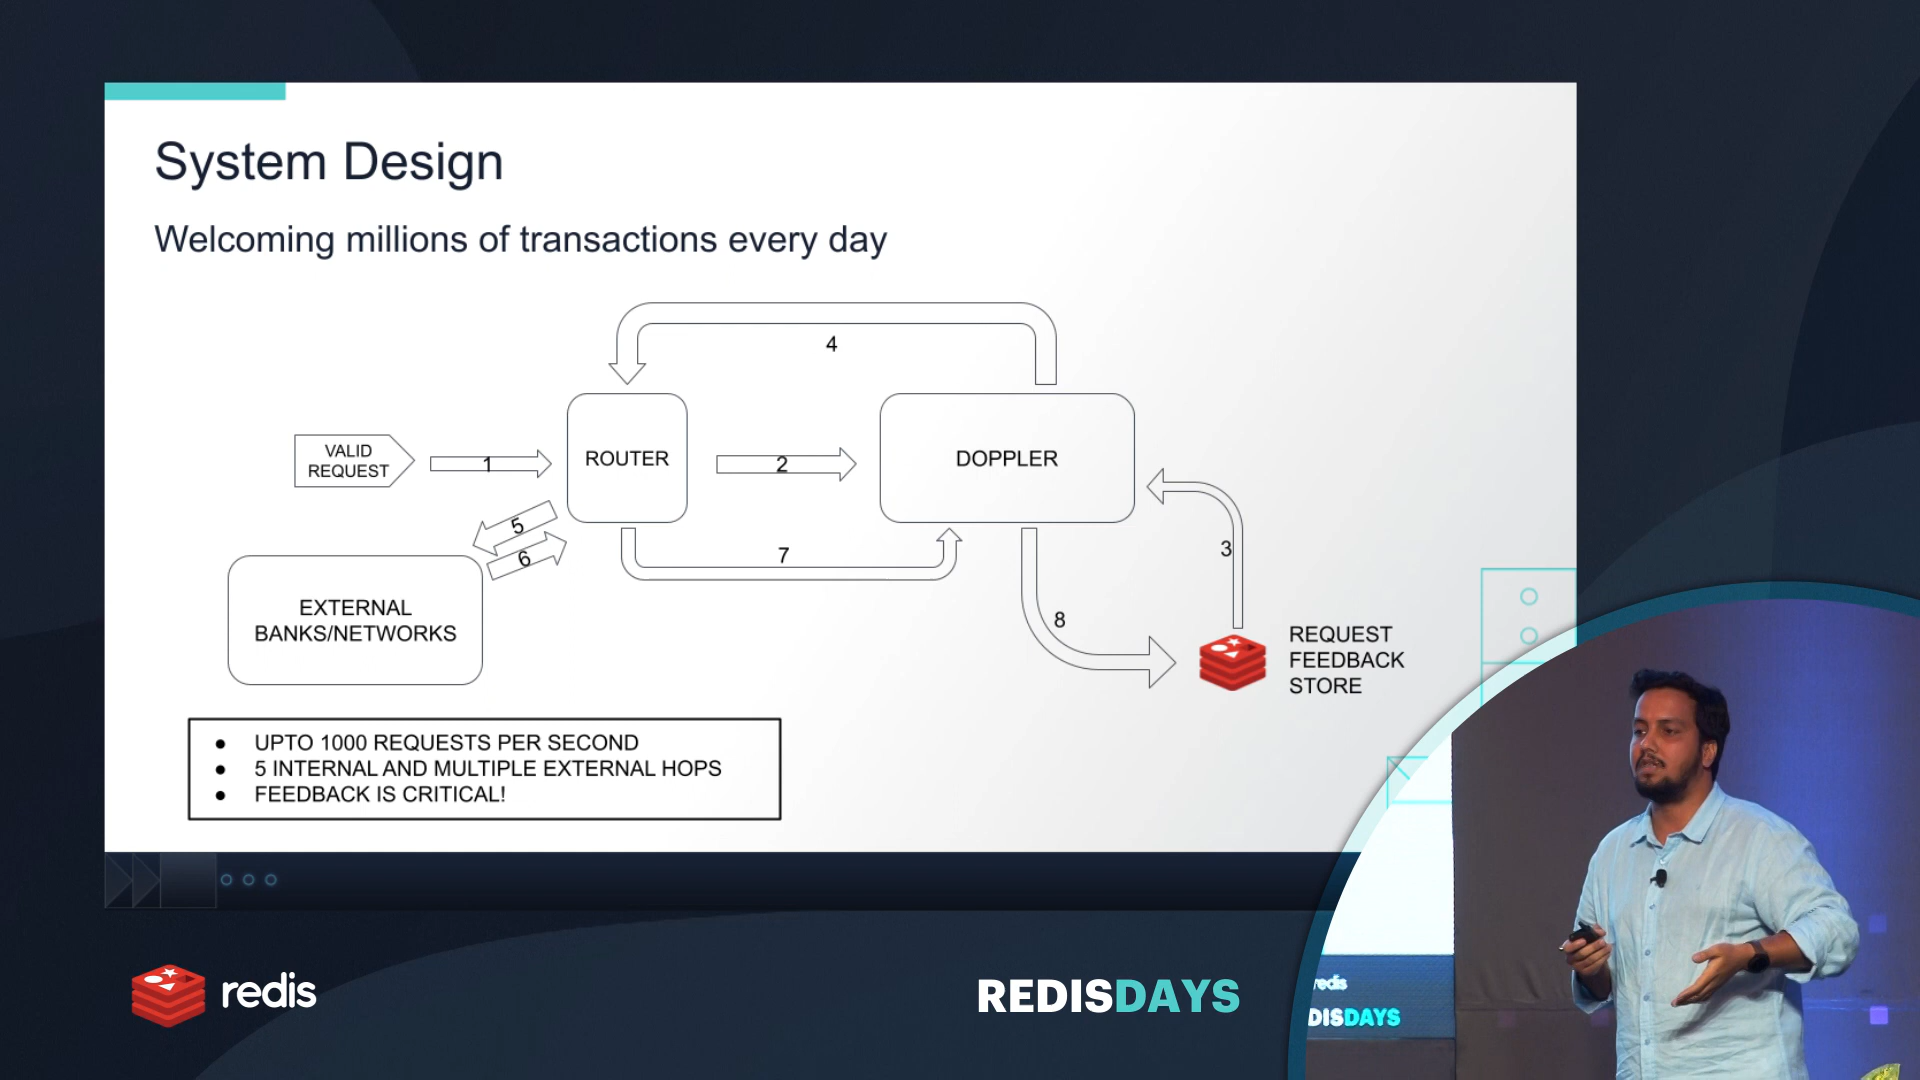 System Design
Welcoming millions of transactions every day
4
VALID
REQUEST
1
ROUTER
2
DOPPLER
5
6
7
3
8
EXTERNAL
BANKS/NETWORKS
REQUEST
FEEDBACK
STORE
● UPTO 1000 REQUESTS PER SECOND
● 5 INTERNAL AND MULTIPLE EXTERNAL HOPS
● FEEDBACK IS CRITICAL!
redis
REDISDAYS
redis
DISDAYS